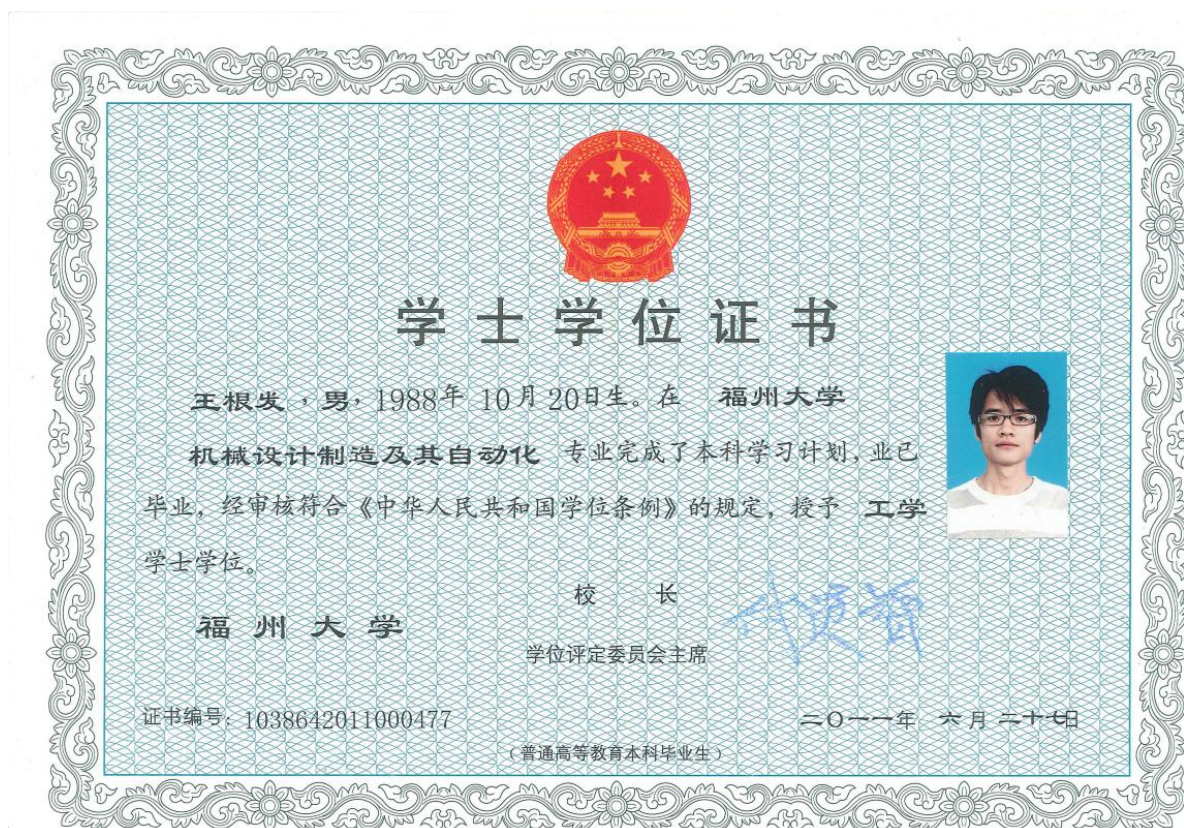 学士学位证书
王根发，男，1988年 10月 20日生。在 福州大学
机械设计制造及其自动化 专业完成了本科学习计划，业已
毕业，经审核符合《中华人民共和国学位条例》的规定，授予 工学
学士学位。
校 长
福州大学
学位评定委员会主席
证书编号：1038642011000477
二〇一一年 六月 二十七日
（普通高等教育本科毕业生）